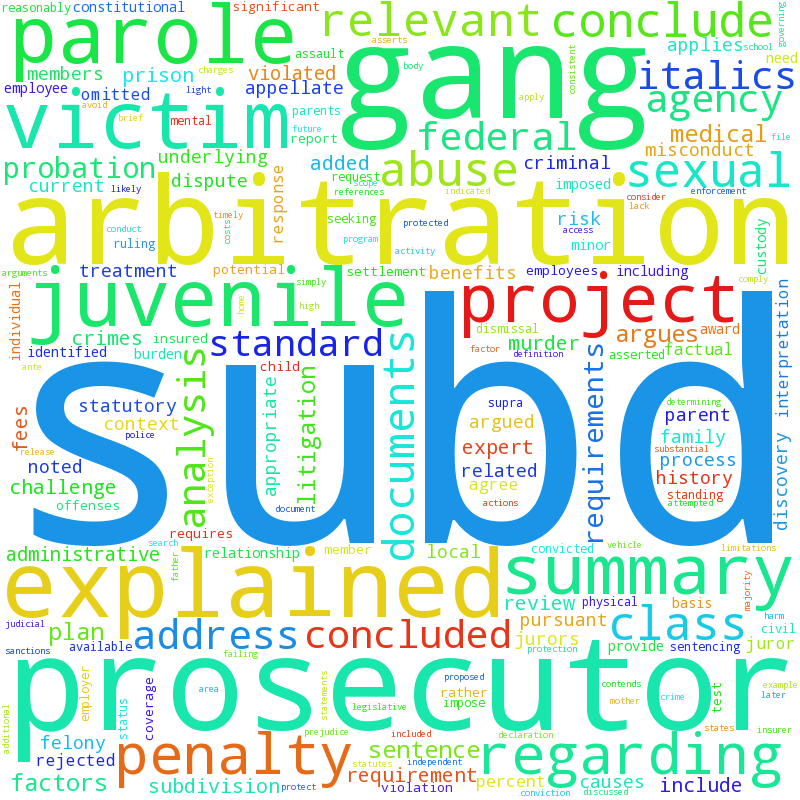 reasonably constitutional significant
parole
relevant conclude
governing
asserts
gang
members prison violated assault
applies school
need
employee omitted appellate
charges body consistent
italics
avoid light
victim
brief mental parents
future report
federal
agency
apply
medical file
misconduct
probation underlying
added
abuse
criminal
sexual
current dispute
request references scope
indicated
imposed
likely
consider lack
enforcement
response
arbitration
timely
seeking protected
risk access
minor
conduct ruling costs
program activity
custody
arguments treatment potential settlement benefits employees including
comply
individual
juvenile
simply
high
home
project
crimes insured
standard
dismissal
argues award
factor
murder asserted factual
identified burden
definition
documents
requirements
interpretation
discovery
ante
child
subd
supra
determining
statutory
context
analysis
appropriate
litigation
argued
parent
family
fees
police
expert
substantial
process
noted
related
history
challenge
release
exception
agree
standing
offenses
document
actions
attempted
requires
search
vehicle
administrative
father
relationship member local convicted limitations
explained
summary
majority
review physical basis
harm
judicial
plan
available
address
concluded
jurors
pursuant
class
civil
sanctions
failing
protection
provide sentencing juror
prosecutor
additional
employer
status
coverage
area
prejudice
statements
legislative
proposed
rather
impose
contends
mother
crime
test
example
later
states
insurer
felony
included
declaration
rejected
penalty
statutes independent
sentence
regarding
factors subdivision protect
requirement
violation
percent
conviction
causes
discussed
include